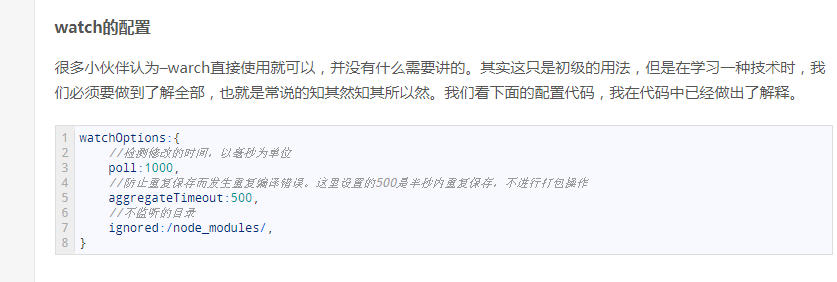 watch的配置
很多小伙伴认为–warch直接使用就可以，并没有什么需要讲的。其实这只是初级的用法，但是在学习一种技术时，我
们必须要做到了解全部，也就是常说的知其然知其所以然。我们看下面的配置代码，我在代码中已经做出了解释。
1 watchOptions:{
2     //检测修改的时间，以毫秒为单位
3     poll:1000,
4     //防止重复保存而发生重复编译错误。这里设置的500是半秒内重复保存，不进行打包操作
5     aggregateTimeout:500,
6     //不监听的目录
7     ignored:/node_modules/,
8 }